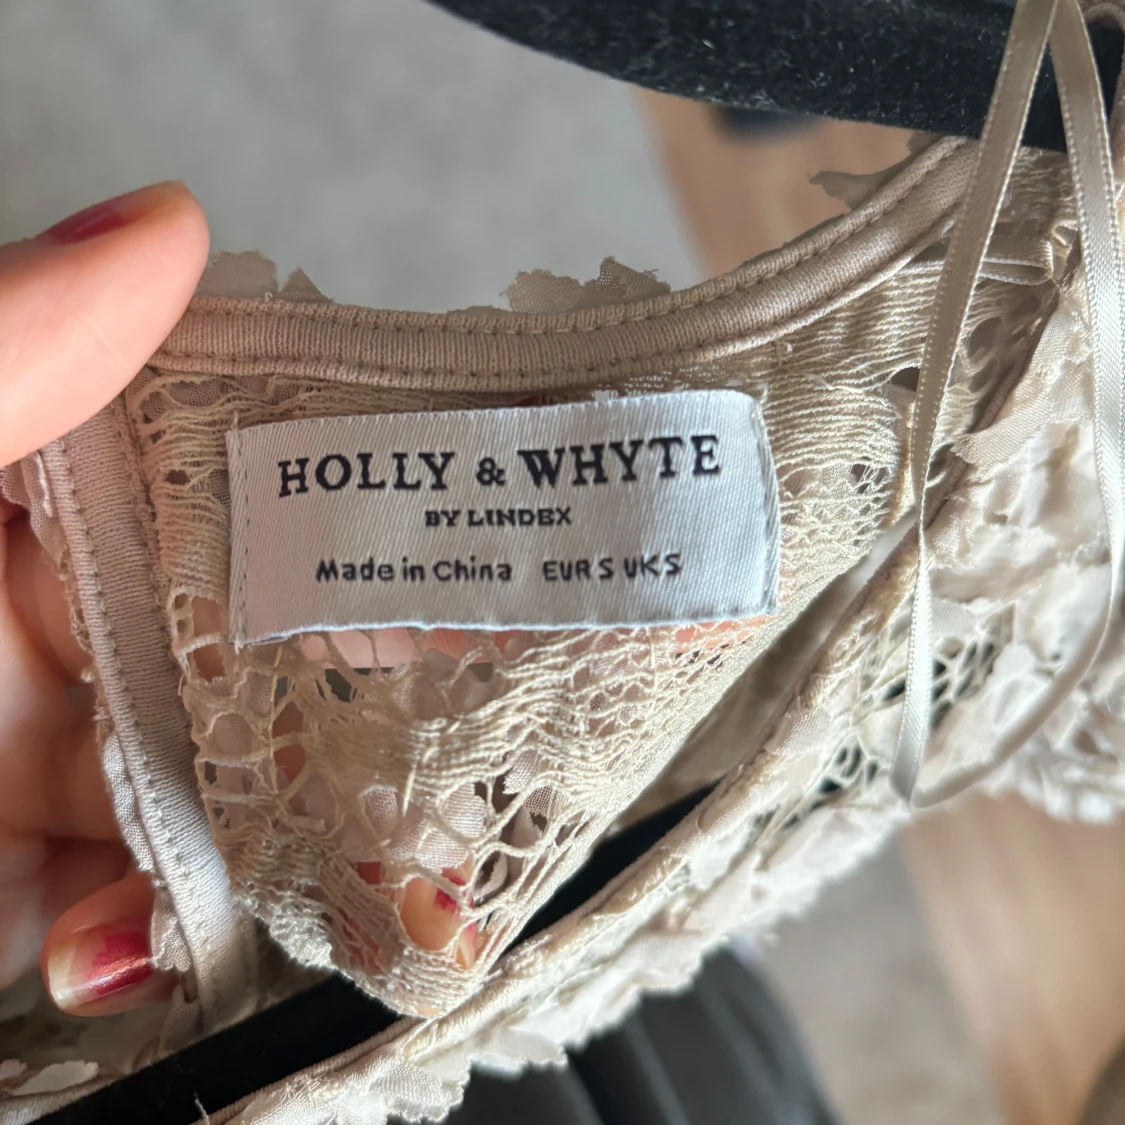 HOLLY & WHYTE
BY LINDEX
Made in China EUR S UK S